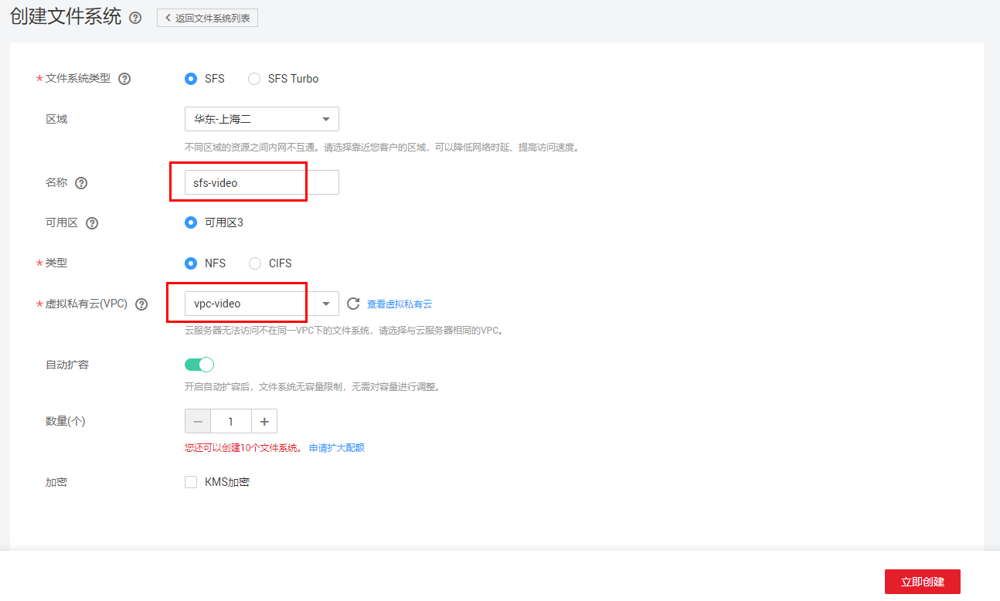 创建文件系统 ? < 返回文件系统列表
* 文件系统类型 ? SFS SFS Turbo
区域 华东-上海二
不同区域的资源之间内网不互通。请选择靠近您客户的区域，可以降低网络时延、提高访问速度。
名称 ? sfs-video
可用区 ? 可用区3
* 类型 NFS CIFS
* 虚拟私有云(VPC) ? vpc-video 查看虚拟私有云
云服务器无法访问不在同一VPC下的文件系统，请选择与云服务器相同的VPC。
自动扩容
开启自动扩容后，文件系统无容量限制，无需对容量进行调整。
数量(个) − 1 +
您还可以创建10个文件系统。 申请扩大配额
加密 KMS加密
立即创建